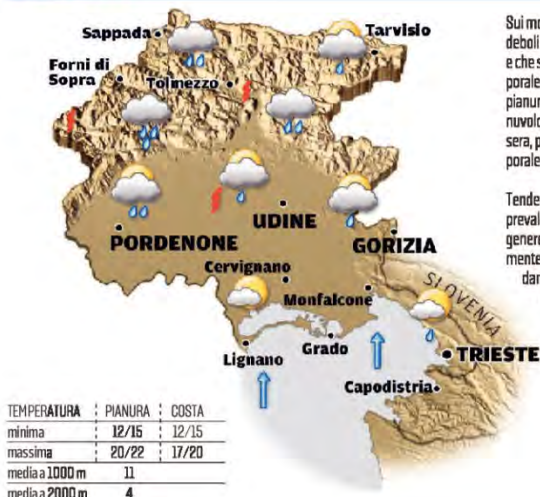 Sappada
Tarvisio
Forni di
Sopra
Tolmezzo
UDINE
PORDENONE
GORIZIA
Cervignano
Monfalcone
SLOVENIA
Lignano
Grado
TRIESTE
Capodistria
TEMPERATURA PIANURA COSTA
minima 12/15 12/15
massima 20/22 17/20
media a 1000 m 11
media a 2000 m 4
Sui mo
deboli
e che s
porale
pianur
nuvolo
sera, p
porale
Tende
preval
genero
mente
dar